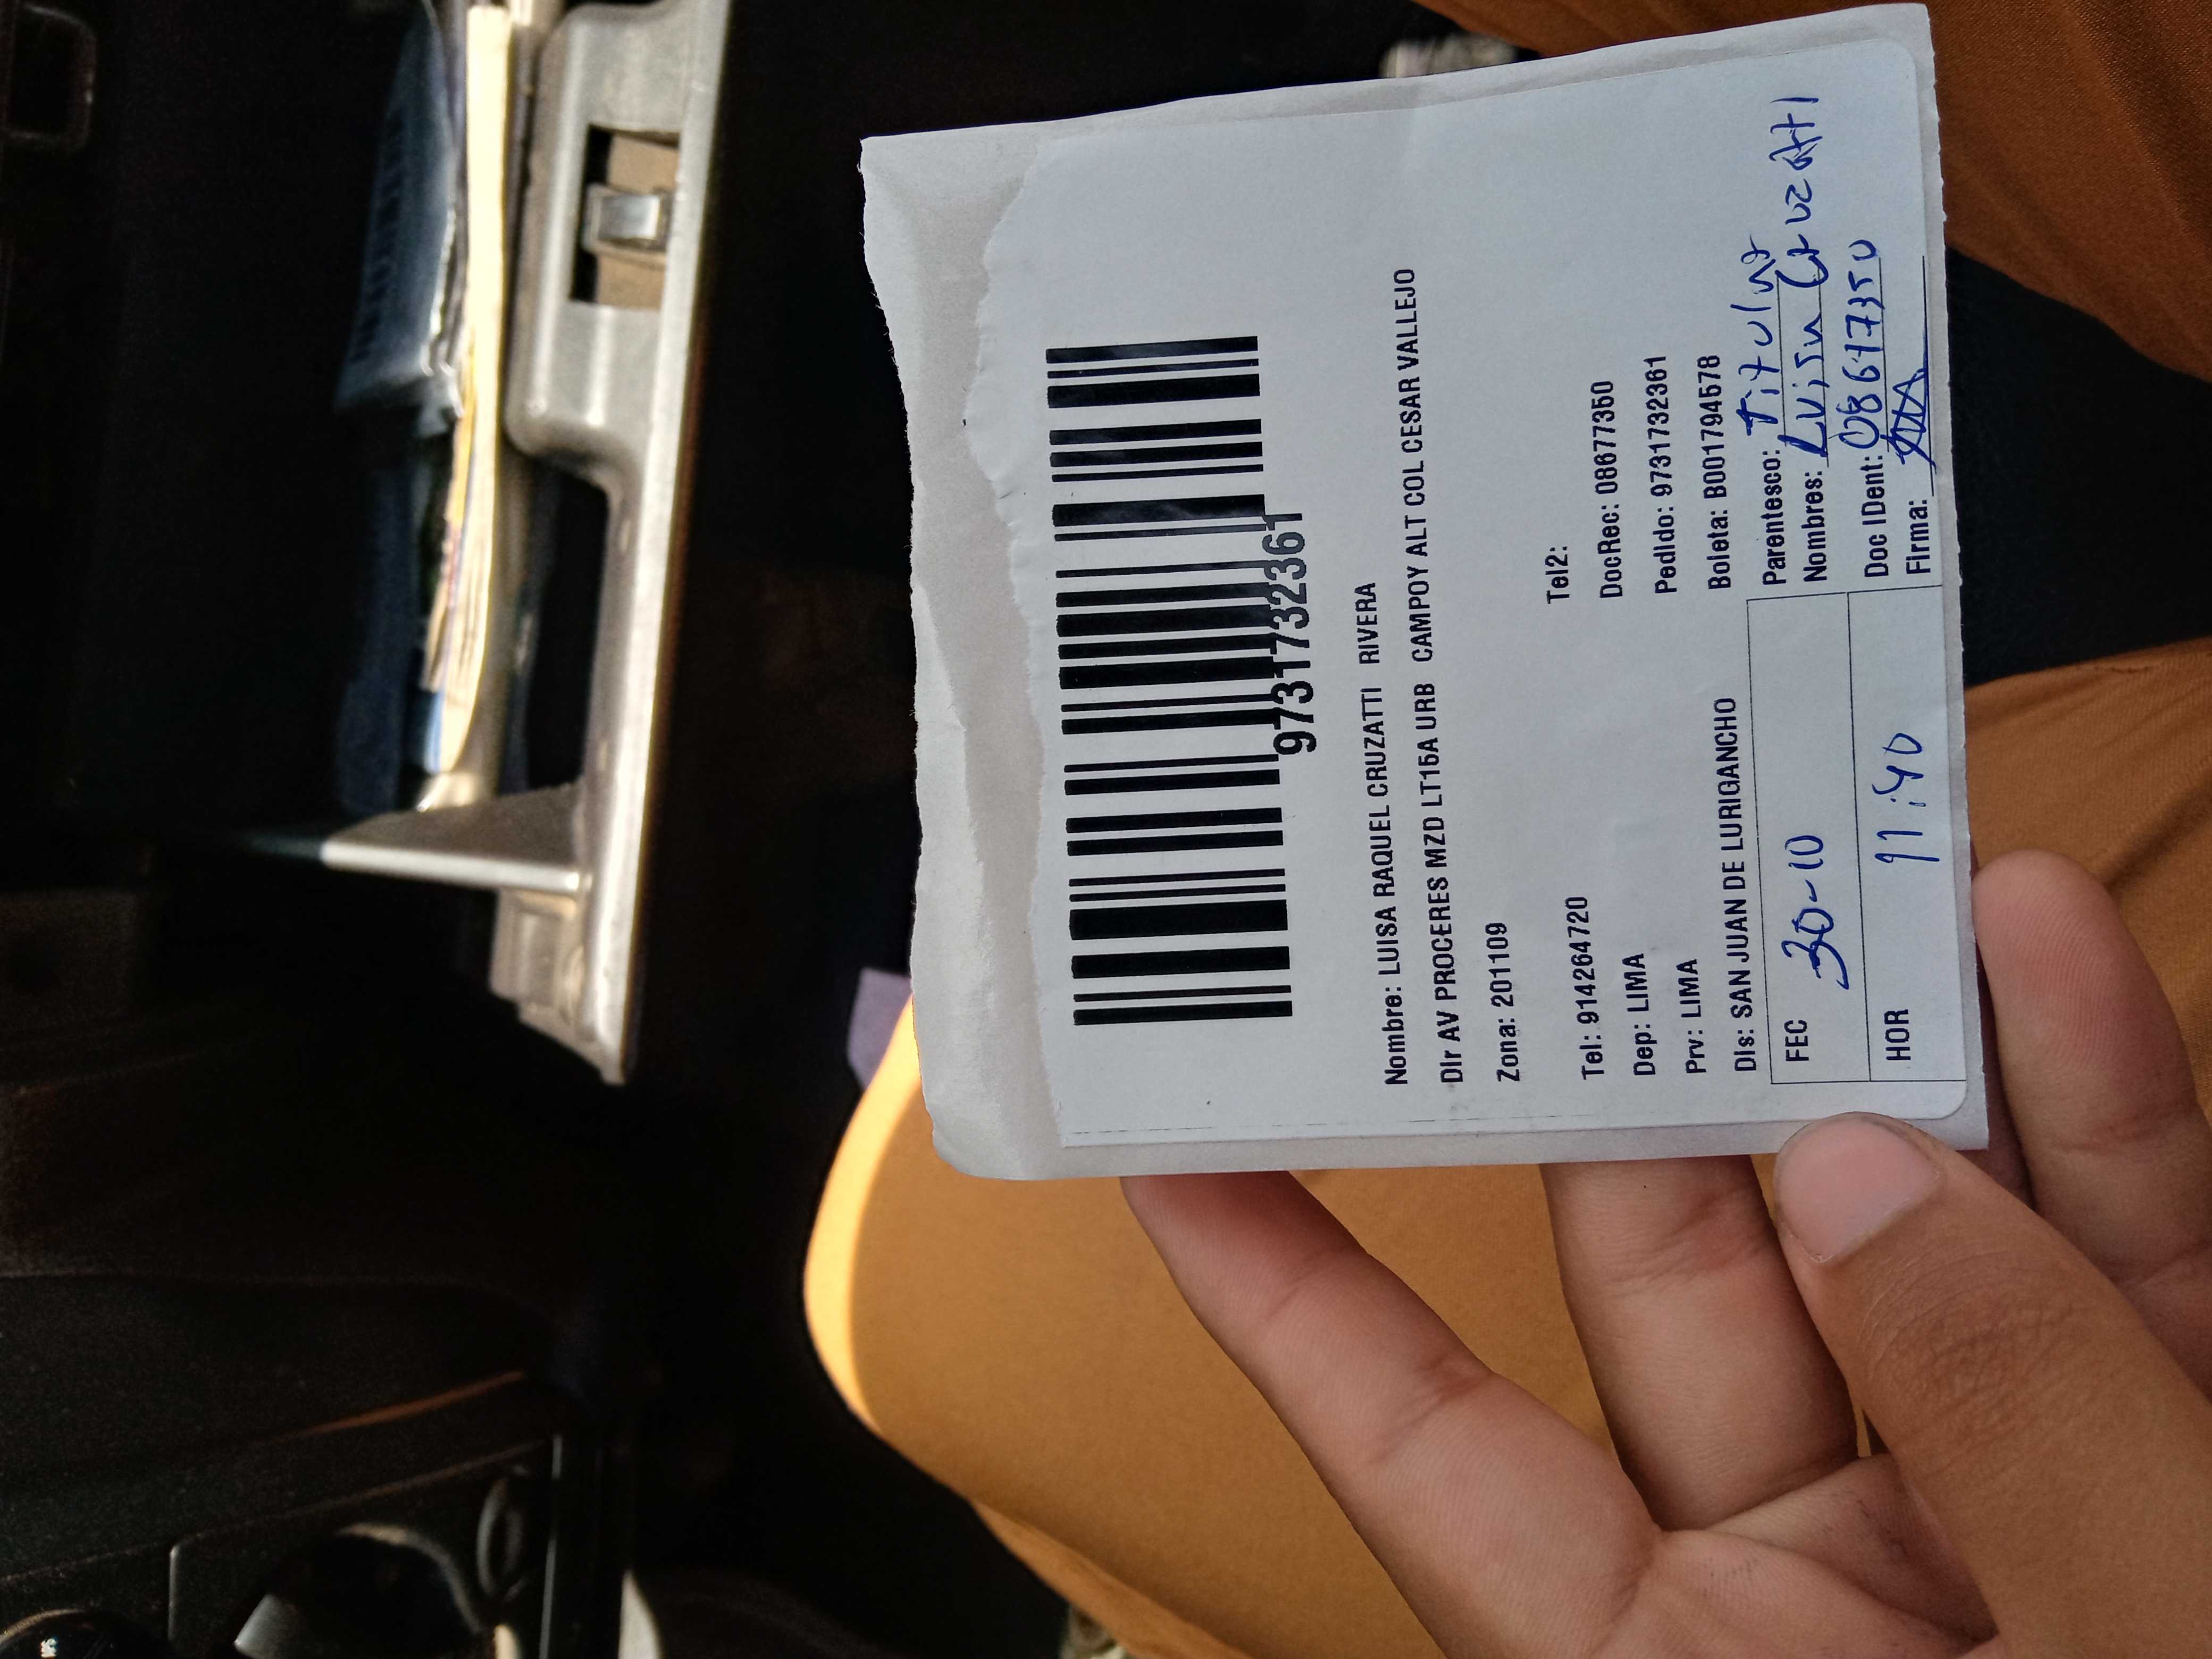 9731732361
Nombre: LUISA RAQUEL CRUZATTI RIVERA
DIr AV PROCERES MZD LT15A URB CAMPOY ALT COL CESAR VALLEJO
Zona: 201109
Tel: 914264720 Tel2:
Dep: LIMA DocRec: 08677350
Prv: LIMA PedIdo: 9731732361
DIs: SAN JUAN DE LURIGANCHO Boleta: B001794578
FEC 30-10 Parentesco: Titular
Nombres: Luisa Cruzatti
HOR 11:40 Doc IDent:
Firma: